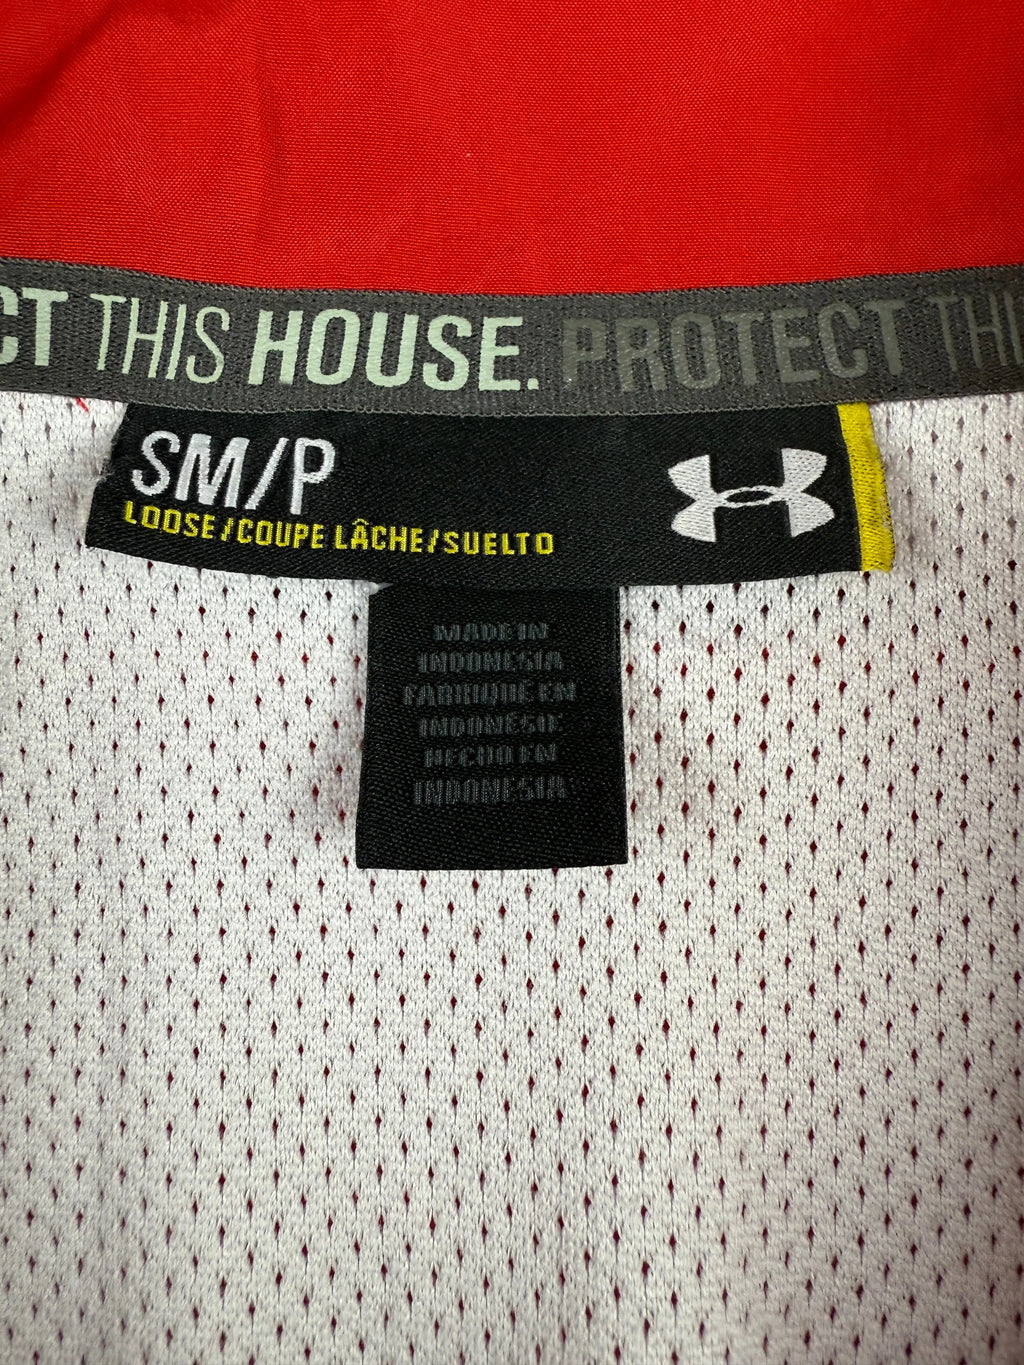 CT THIS HOUSE. PROTECT THI
SM/P
LOOSE/COUPE LÂCHE/SUELTO
MADE IN
INDONESIA
FABRIQUÉ EN
INDONÉSIE
HECHO EN
INDONESIA